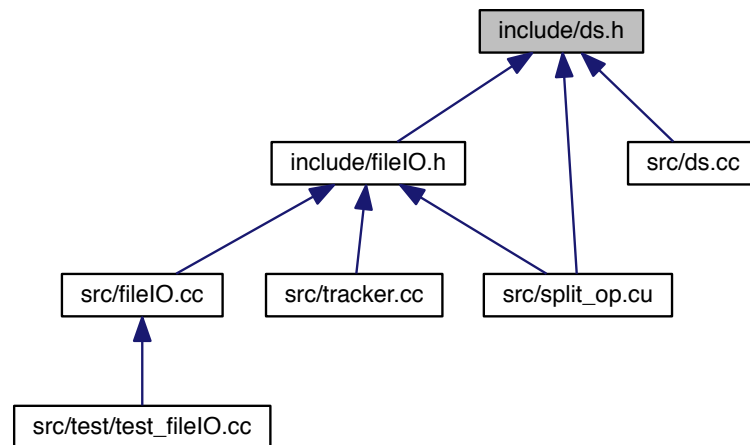 include/ds.h
include/fileIO.h
src/ds.cc
src/fileIO.cc
src/tracker.cc
src/split_op.cu
src/test/test_fileIO.cc